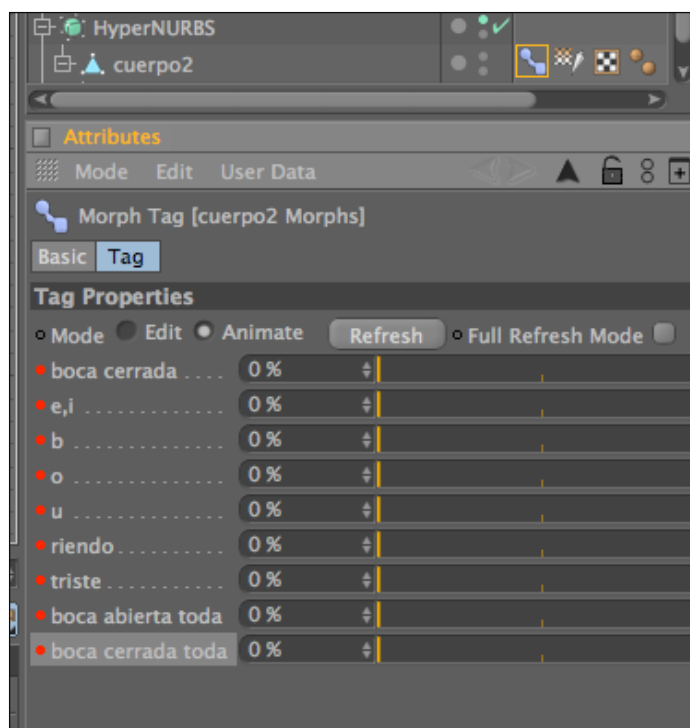 HyperNURBS
cuerpo2
Attributes
Mode Edit User Data
Morph Tag [cuerpo2 Morphs]
Basic Tag
Tag Properties
Mode Edit Animate Refresh Full Refresh Mode
boca cerrada .... 0 %
e,i ............. 0 %
b .............. 0 %
o .............. 0 %
u .............. 0 %
riendo .......... 0 %
triste ........... 0 %
boca abierta toda 0 %
boca cerrada toda 0 %